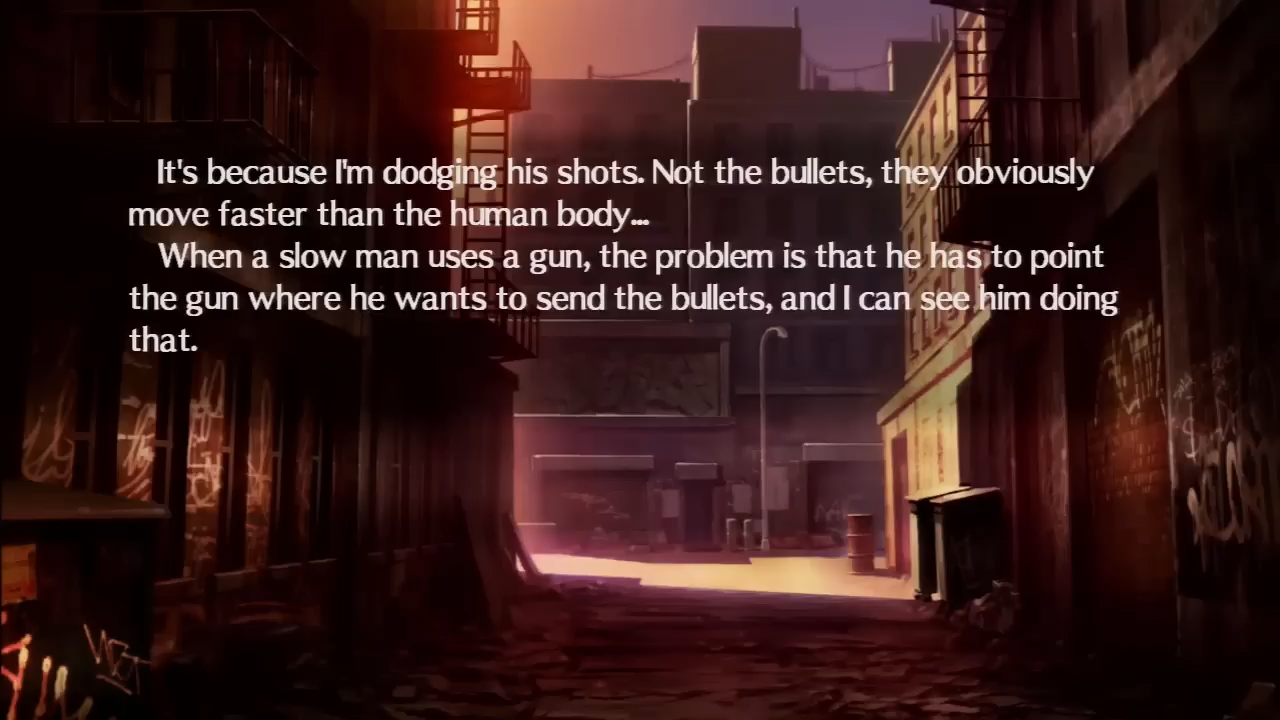 It's because I'm dodging his shots. Not the bullets, they obviously
move faster than the human body...
When a slow man uses a gun, the problem is that he has to point
the gun where he wants to send the bullets, and I can see him doing
that.